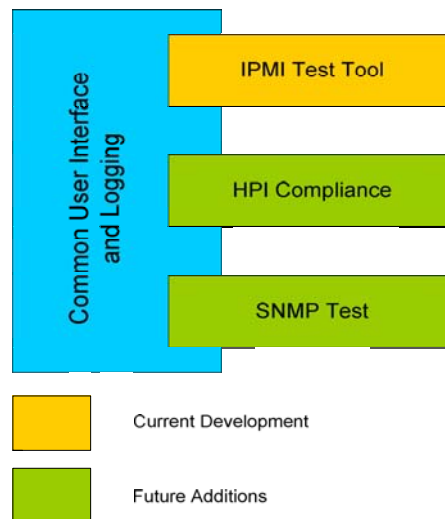 Common User Interface
and Logging
IPMI Test Tool
HPI Compliance
SNMP Test
Current Development
Future Additions